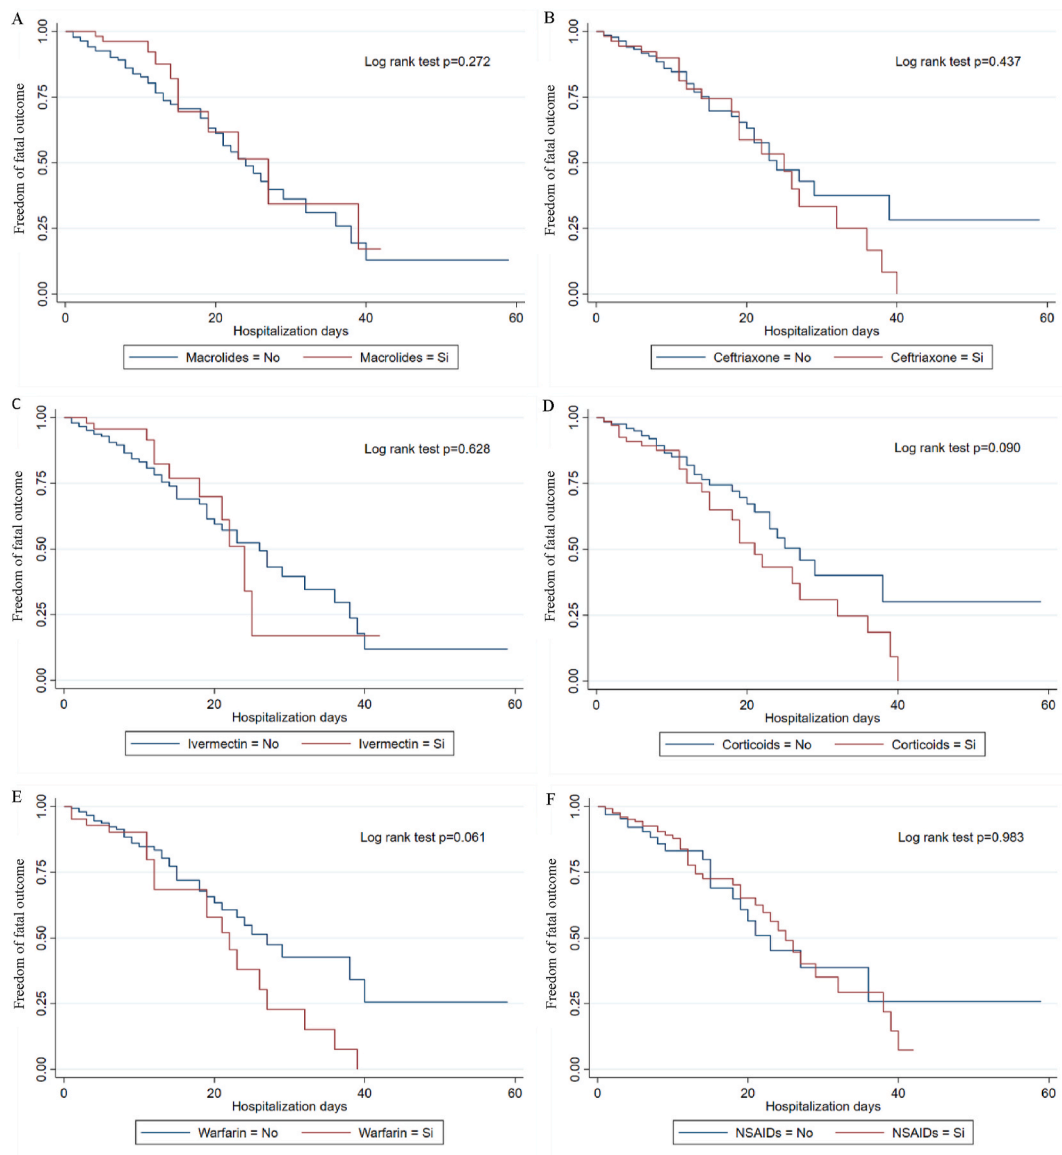 A
Freedom of fatal outcome
1.00
0.75
0.50
0.25
0.00
Log rank test p=0.272
0 20 40 60
Hospitalization days
Macrolides = No Macrolides = Si
B
Freedom of fatal outcome
1.00
0.75
0.50
0.25
0.00
Log rank test p=0.437
0 20 40 60
Hospitalization days
Ceftriaxone = No Ceftriaxone = Si
C
Freedom of fatal outcome
1.00
0.75
0.50
0.25
0.00
Log rank test p=0.628
0 20 40 60
Hospitalization days
Ivermectin = No Ivermectin = Si
D
Freedom of fatal outcome
1.00
0.75
0.50
0.25
0.00
Log rank test p=0.090
0 20 40 60
Hospitalization days
Corticoids = No Corticoids = Si
E
Freedom of fatal outcome
1.00
0.75
0.50
0.25
0.00
Log rank test p=0.061
0 20 40 60
Hospitalization days
Warfarin = No Warfarin = Si
F
Freedom of fatal outcome
1.00
0.75
0.50
0.25
0.00
Log rank test p=0.983
0 20 40 60
Hospitalization days
NSAIDs = No NSAIDs = Si